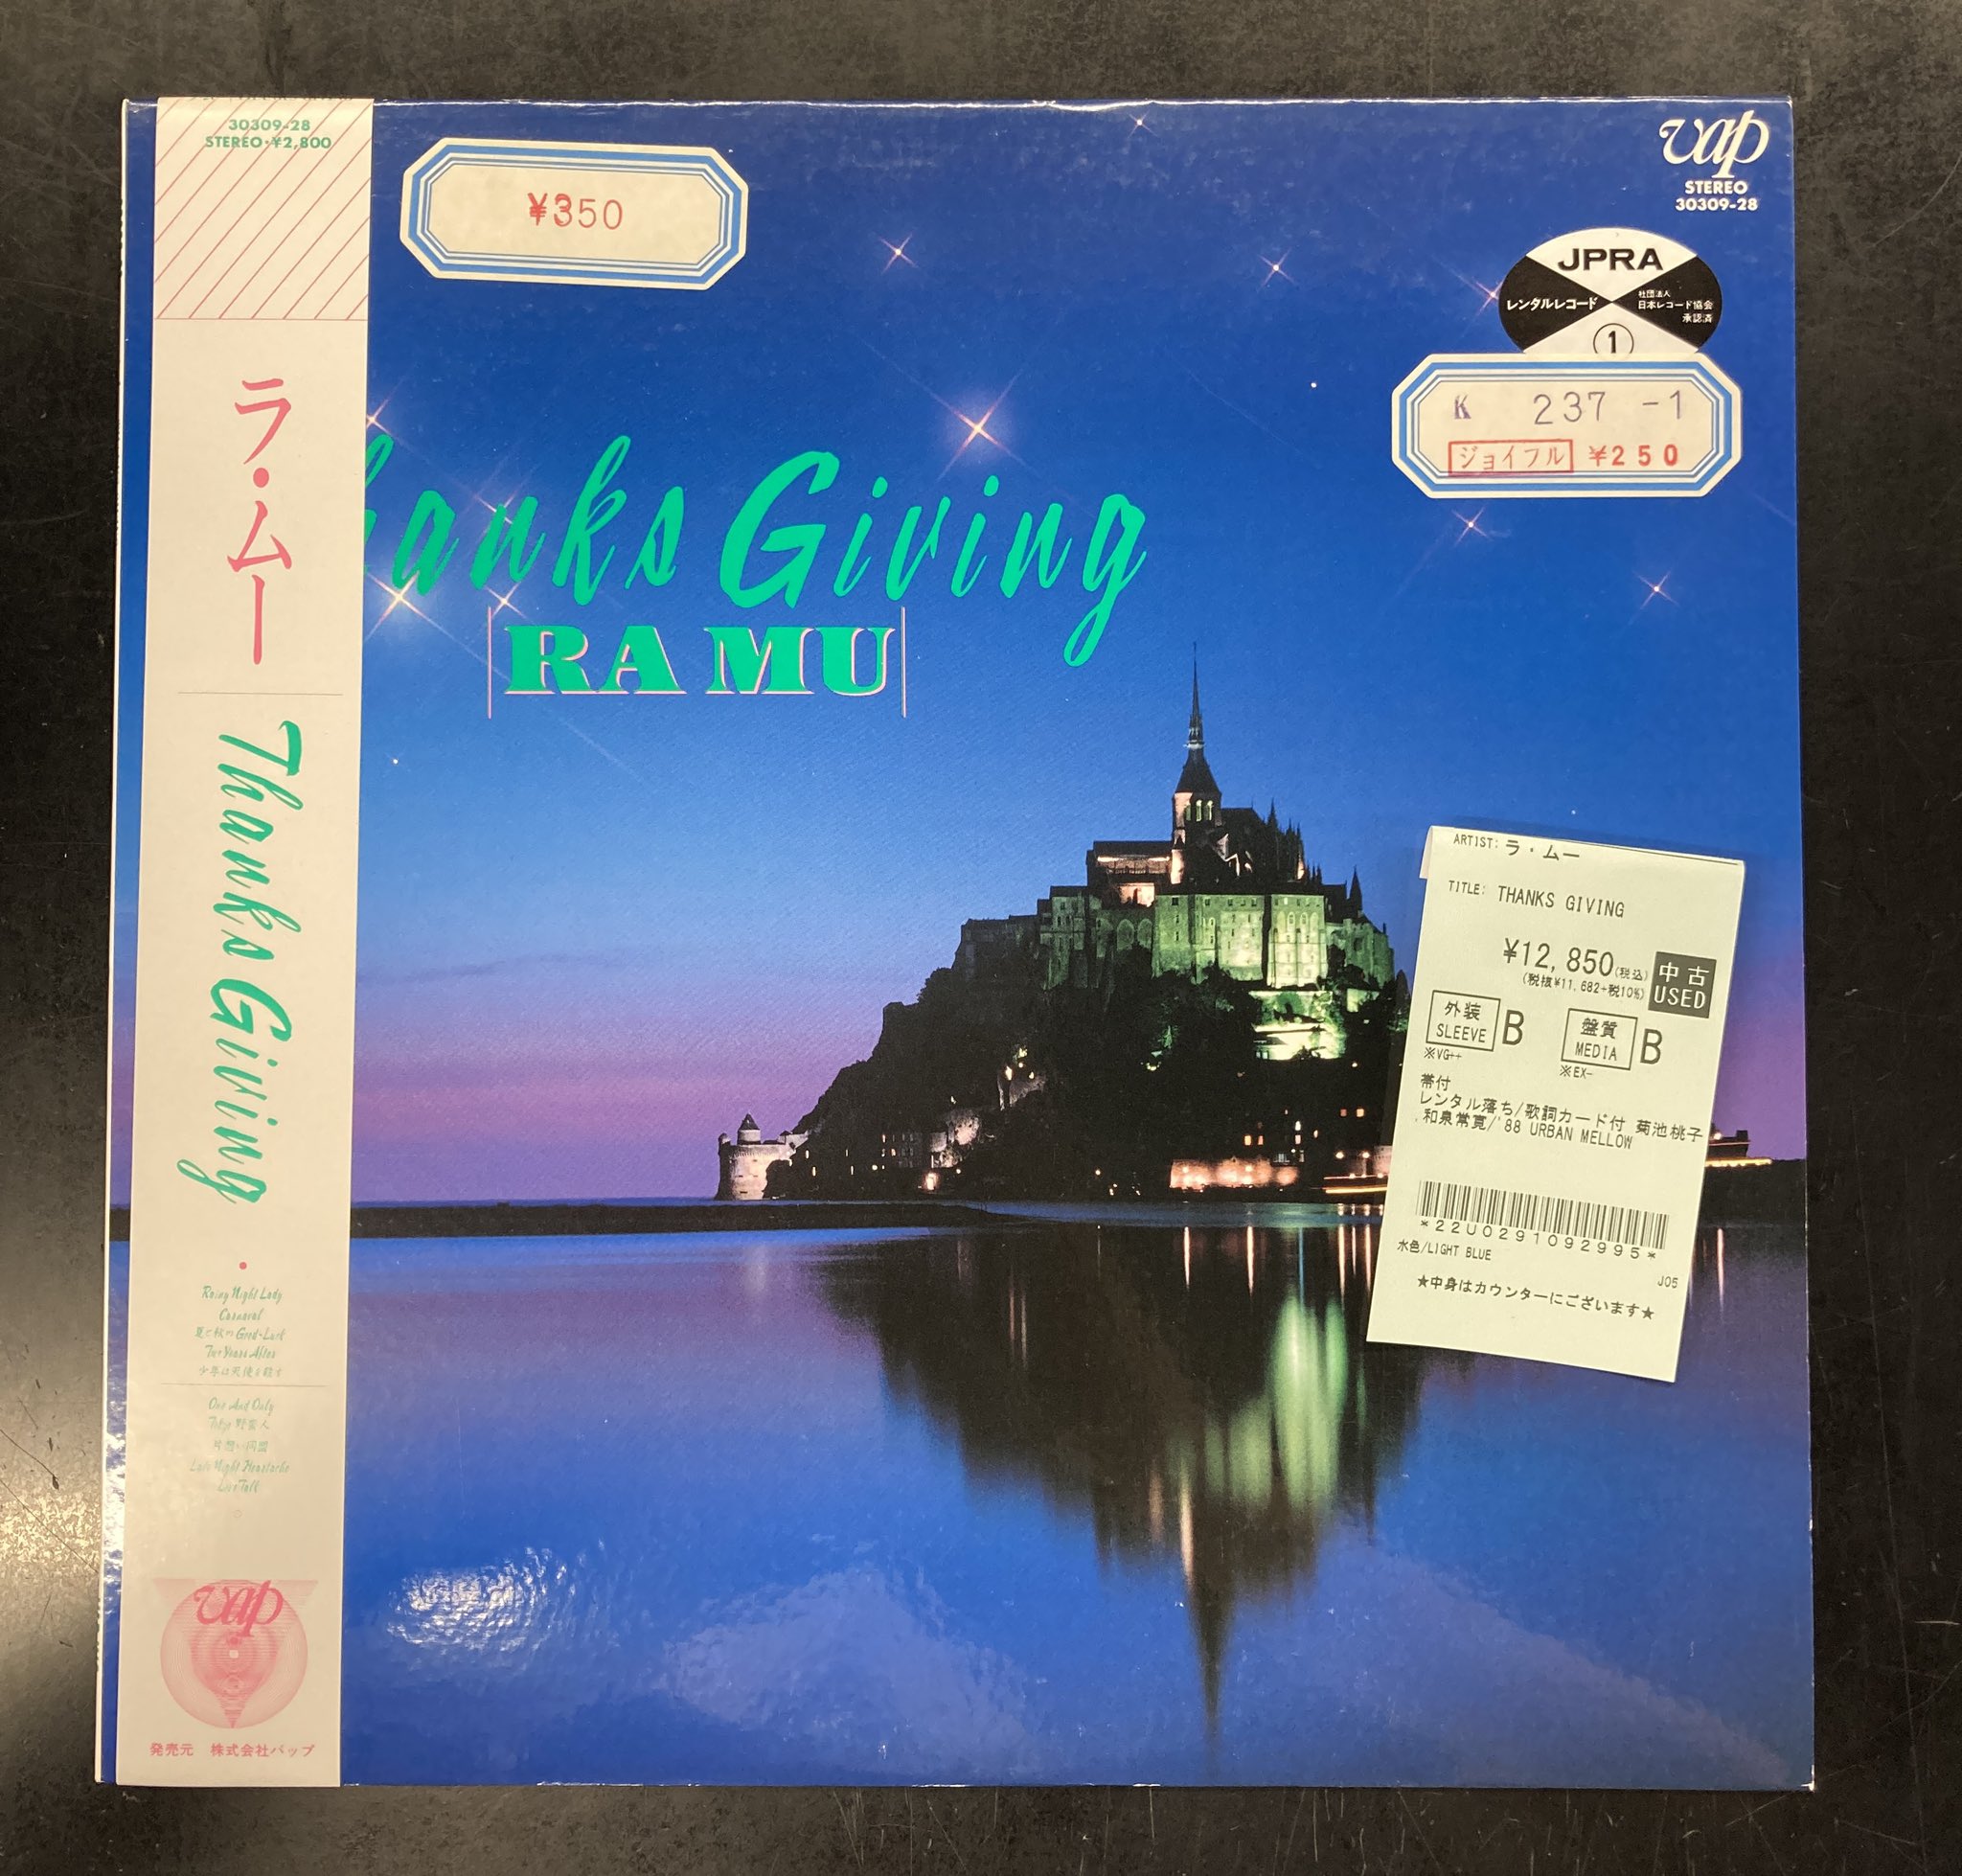 30309-28
STEREO・¥2,800
ラ・ムー
Thanks Giving
Rainy Night Lady
Carnaval
夏と秋の Good-Luck
Two Years After
少年は天使を殺す
One And Only
Tokyo 野蛮人
片想い同盟
Late Night Heartache
Live Talk
vap
発売元 株式会社バップ
¥350
hanks Giving
RA MU
vap
STEREO
30309-28
JPRA
レンタルレコード
社団法人
日本レコード協会
承認済
1
K 237 -1
ジョイフル ¥250
ARTIST: ラ・ムー
TITLE: THANKS GIVING
¥12,850(税込)
(税抜¥11,682+税10%)
中古
USED
外装
SLEEVE B
※VG++
盤質
MEDIA B
※EX-
帯付
レンタル落ち/歌詞カード付 菊池桃子
.和泉常寛/'88 URBAN MELLOW
*22U0291092995*
水色/LIGHT BLUE
J05
★中身はカウンターにございます★